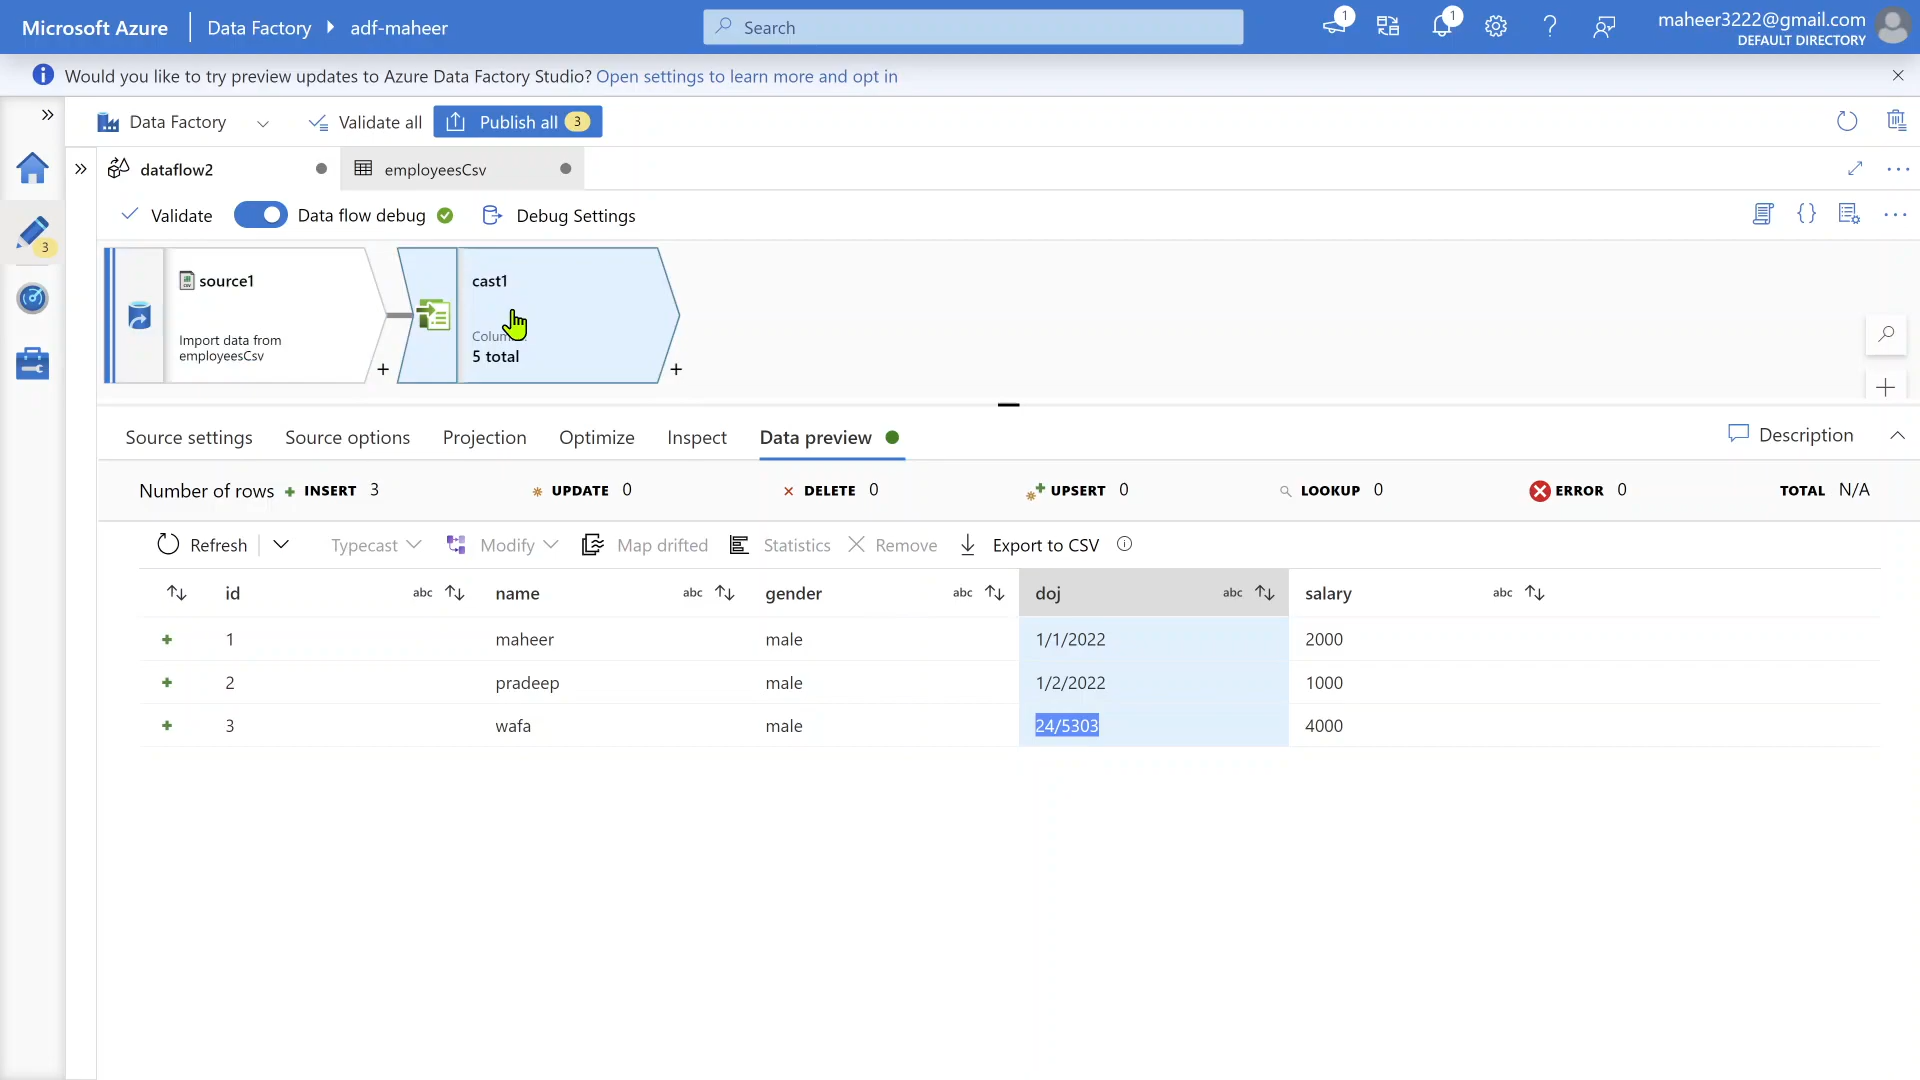 Microsoft Azure Data Factory adf-maheer Search 1 1 maheer3222@gmail.com
DEFAULT DIRECTORY
Would you like to try preview updates to Azure Data Factory Studio? Open settings to learn more and opt in
Data Factory Validate all Publish all 3
dataflow2 employeesCsv
Validate Data flow debug Debug Settings
3
source1
Import data from
employeesCsv
+
cast1
5 total
+
Source settings Source options Projection Optimize Inspect Data preview Description
Number of rows + INSERT 3 UPDATE 0 DELETE 0 UPSERT 0 LOOKUP 0 ERROR 0 TOTAL N/A
Refresh Typecast Modify Map drifted Statistics Remove Export to CSV
id abc name abc gender abc doj abc salary abc
+ 1 maheer male 1/1/2022 2000
+ 2 pradeep male 1/2/2022 1000
+ 3 wafa male 24/5303 4000